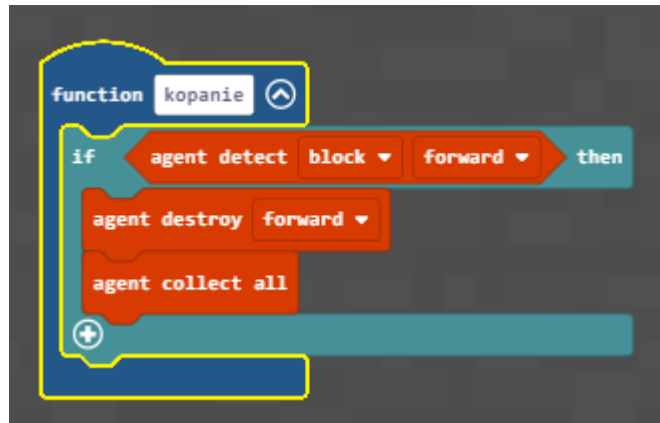 function kopanie
if agent detect block forward then
agent destroy forward
agent collect all